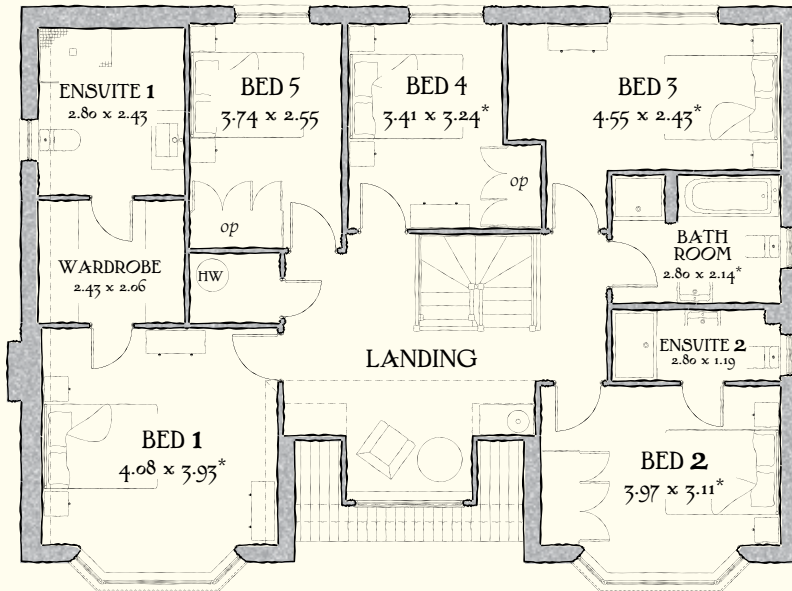 ENSUITE 1
2.80 x 2.43
BED 5
3.74 x 2.55
BED 4
3.41 x 3.24*
BED 3
4.55 x 2.43*
op
op
WARDROBE
2.43 x 2.06
HW
BATH
ROOM
2.80 x 2.14*
LANDING
ENSUITE 2
2.80 x 1.19
BED 1
4.08 x 3.93*
BED 2
3.97 x 3.11*